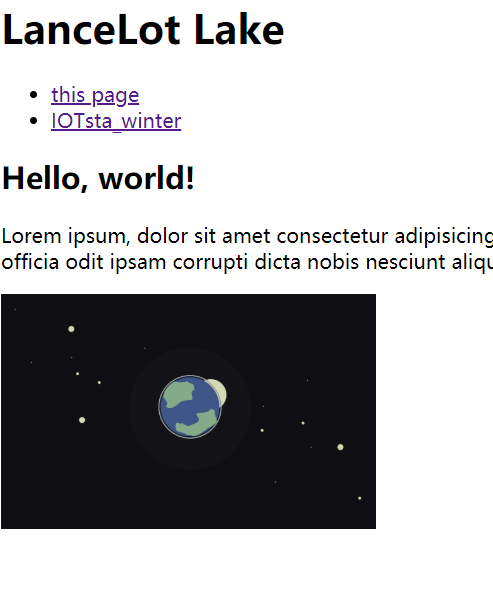 LanceLot Lake
this page
IOTsta_winter
Hello, world!
Lorem ipsum, dolor sit amet consectetur adipisicing
officia odit ipsam corrupti dicta nobis nesciunt